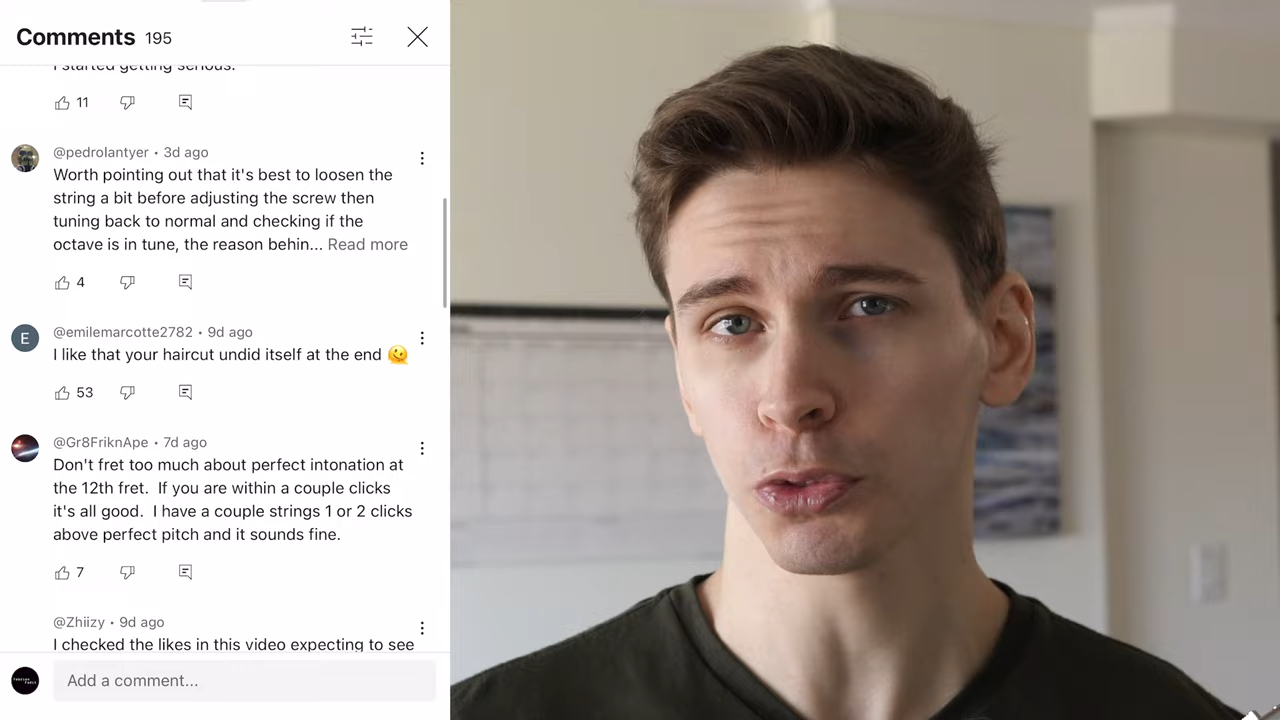 Comments 195
I started getting serious.
11
@pedrolantyer • 3d ago
Worth pointing out that it's best to loosen the
string a bit before adjusting the screw then
tuning back to normal and checking if the
octave is in tune, the reason behin... Read more
4
E
@emilemarcotte2782 • 9d ago
I like that your haircut undid itself at the end 🫠
53
@Gr8FriknApe • 7d ago
Don't fret too much about perfect intonation at
the 12th fret.  If you are within a couple clicks
it's all good.  I have a couple strings 1 or 2 clicks
above perfect pitch and it sounds fine.
7
@Zhiizy • 9d ago
I checked the likes in this video expecting to see
Add a comment...